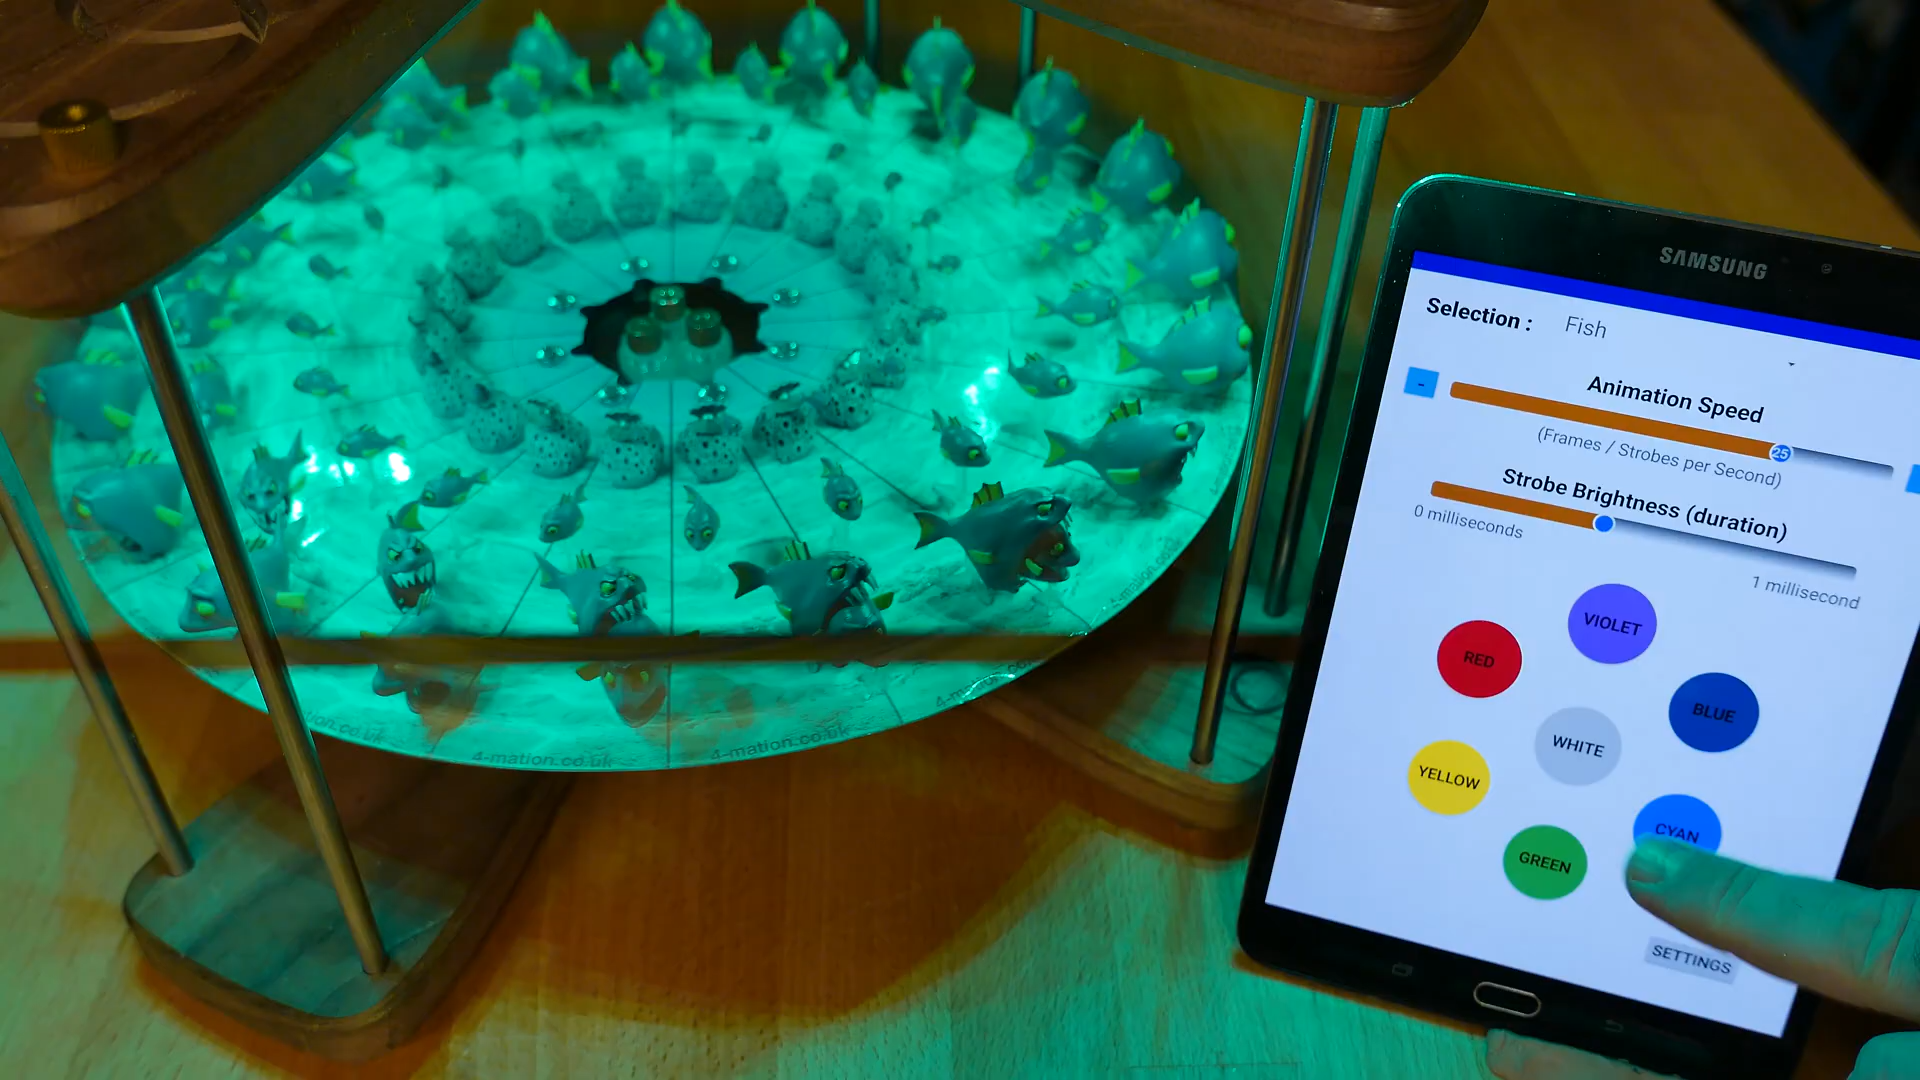 SAMSUNG
Selection : Fish
Animation Speed
-
25
(Frames / Strobes per Second)
Strobe Brightness (duration)
0 milliseconds
1 millisecond
VIOLET
RED
BLUE
WHITE
YELLOW
CYAN
GREEN
SETTINGS
4-mation.co.uk
4-mation.co.uk